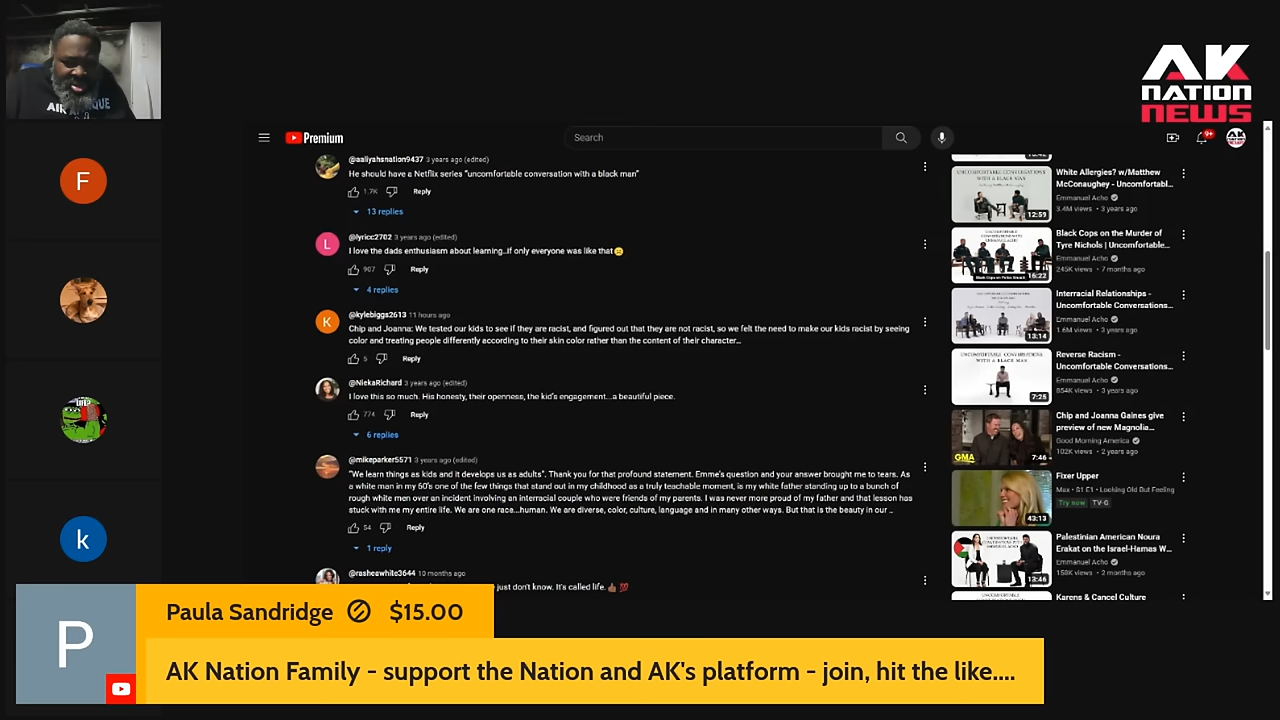 AK
NATION
NEWS
AIR
QUE
F
k
Premium
Search
9+
@aaliyahsnation9437 3 years ago (edited)
He should have a Netflix series “uncomfortable conversation with a black man”
1.7K Reply
13 replies
L
@lyricc2702 3 years ago (edited)
I love the dads enthusiasm about learning..if only everyone was like that
907 Reply
4 replies
K
@kylebiggs2613 11 hours ago
Chip and Joanna: We tested our kids to see if they are racist, and figured out that they are not racist, so we felt the need to make our kids racist by seeing
color and treating people differently according to their skin color rather than the content of their character...
5 Reply
@NiekaRichard 3 years ago (edited)
I love this so much. His honesty, their openness, the kid's engagement...a beautiful piece.
774 Reply
6 replies
@mikeparker5571 3 years ago (edited)
"We learn things as kids and it develops us as adults". Thank you for that profound statement. Emme's question and your answer brought me to tears. As
a white man in my 60's one of the few things that stand out in my childhood as a truly teachable moment, is my white father standing up to a bunch of
rough white men over an incident involving an interracial couple who were friends of my parents. I was never more proud of my father and that lesson has
stuck with me my entire life. We are one race...human. We are diverse, color, culture, language and in many other ways. But that is the beauty in our ..
54 Reply
1 reply
@rasheawhite3644 10 months ago
just don't know. It's called life. 💯
White Allergies? w/Matthew
McConaughey - Uncomfortabl...
Emmanuel Acho
3.4M views • 3 years ago
12:59
Black Cops on the Murder of
Tyre Nichols | Uncomfortable...
Emmanuel Acho
245K views • 7 months ago
16:22
Interracial Relationships -
Uncomfortable Conversations...
Emmanuel Acho
1.6M views • 3 years ago
13:14
Reverse Racism -
Uncomfortable Conversations...
Emmanuel Acho
854K views • 3 years ago
7:25
Chip and Joanna Gaines give
preview of new Magnolia...
Good Morning America
102K views • 2 years ago
GMA
7:46
Fixer Upper
Max • S1 E1 • Looking Old But Feeling
Try now TV-G
43:13
Palestinian American Noura
Erakat on the Israel-Hamas W...
Emmanuel Acho
158K views • 2 months ago
13:46
Karens & Cancel Culture
P
Paula Sandridge $15.00
AK Nation Family - support the Nation and AK's platform - join, hit the like....